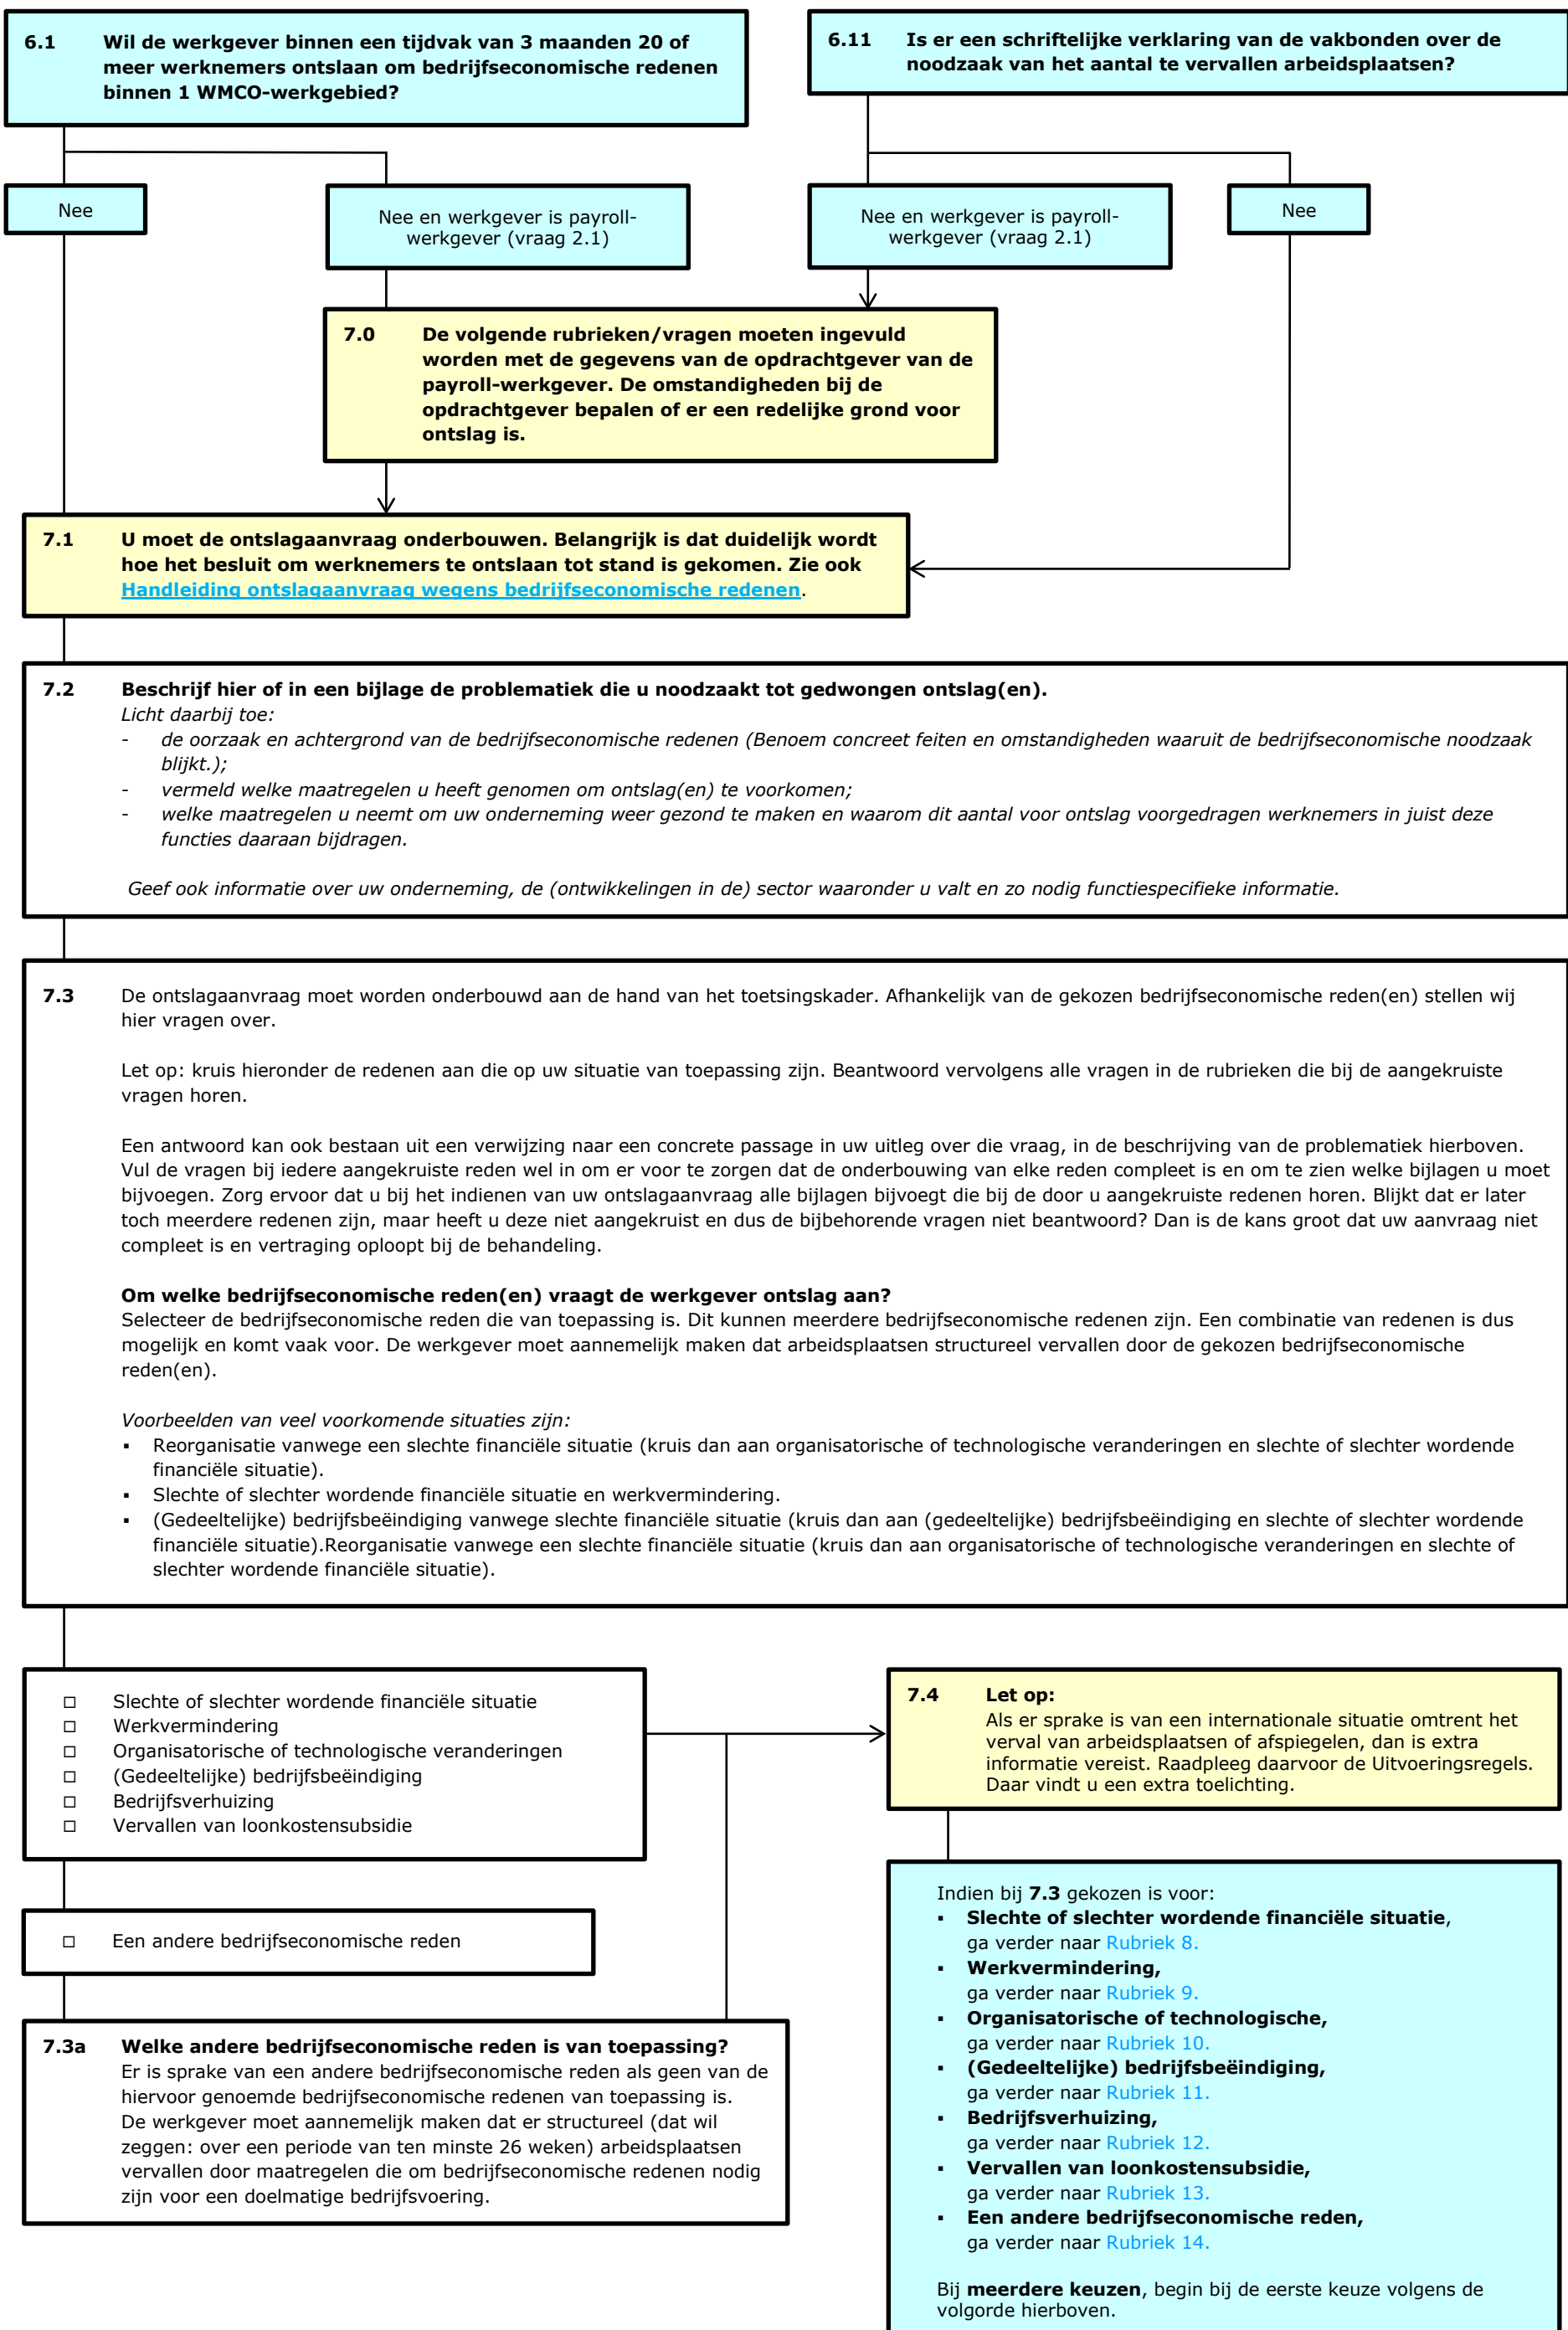 6.1 Wil de werkgever binnen een tijdvak van 3 maanden 20 of
meer werknemers ontslaan om bedrijfseconomische redenen
binnen 1 WMCO-werkgebied?
6.11 Is er een schriftelijke verklaring van de vakbonden over de
noodzaak van het aantal te vervallen arbeidsplaatsen?
Nee
Nee en werkgever is payroll-
werkgever (vraag 2.1)
Nee en werkgever is payroll-
werkgever (vraag 2.1)
Nee
7.0 De volgende rubrieken/vragen moeten ingevuld
worden met de gegevens van de opdrachtgever van de
payroll-werkgever. De omstandigheden bij de
opdrachtgever bepalen of er een redelijke grond voor
ontslag is.
7.1 U moet de ontslagaanvraag onderbouwen. Belangrijk is dat duidelijk wordt
hoe het besluit om werknemers te ontslaan tot stand is gekomen. Zie ook
Handleiding ontslagaanvraag wegens bedrijfseconomische redenen.
7.2 Beschrijf hier of in een bijlage de problematiek die u noodzaakt tot gedwongen ontslag(en).
Licht daarbij toe:
- de oorzaak en achtergrond van de bedrijfseconomische redenen (Benoem concreet feiten en omstandigheden waaruit de bedrijfseconomische noodzaak
blijkt.);
- vermeld welke maatregelen u heeft genomen om ontslag(en) te voorkomen;
- welke maatregelen u neemt om uw onderneming weer gezond te maken en waarom dit aantal voor ontslag voorgedragen werknemers in juist deze
functies daaraan bijdragen.
Geef ook informatie over uw onderneming, de (ontwikkelingen in de) sector waaronder u valt en zo nodig functiespecifieke informatie.
7.3 De ontslagaanvraag moet worden onderbouwd aan de hand van het toetsingskader. Afhankelijk van de gekozen bedrijfseconomische reden(en) stellen wij
hier vragen over.
Let op: kruis hieronder de redenen aan die op uw situatie van toepassing zijn. Beantwoord vervolgens alle vragen in de rubrieken die bij de aangekruiste
vragen horen.
Een antwoord kan ook bestaan uit een verwijzing naar een concrete passage in uw uitleg over die vraag, in de beschrijving van de problematiek hierboven.
Vul de vragen bij iedere aangekruiste reden wel in om er voor te zorgen dat de onderbouwing van elke reden compleet is en om te zien welke bijlagen u moet
bijvoegen. Zorg ervoor dat u bij het indienen van uw ontslagaanvraag alle bijlagen bijvoegt die bij de door u aangekruiste redenen horen. Blijkt dat er later
toch meerdere redenen zijn, maar heeft u deze niet aangekruist en dus de bijbehorende vragen niet beantwoord? Dan is de kans groot dat uw aanvraag niet
compleet is en vertraging oploopt bij de behandeling.
Om welke bedrijfseconomische reden(en) vraagt de werkgever ontslag aan?
Selecteer de bedrijfseconomische reden die van toepassing is. Dit kunnen meerdere bedrijfseconomische redenen zijn. Een combinatie van redenen is dus
mogelijk en komt vaak voor. De werkgever moet aannemelijk maken dat arbeidsplaatsen structureel vervallen door de gekozen bedrijfseconomische
reden(en).
Voorbeelden van veel voorkomende situaties zijn:
▪ Reorganisatie vanwege een slechte financiële situatie (kruis dan aan organisatorische of technologische veranderingen en slechte of slechter wordende
financiële situatie).
▪ Slechte of slechter wordende financiële situatie en werkvermindering.
▪ (Gedeeltelijke) bedrijfsbeëindiging vanwege slechte financiële situatie (kruis dan aan (gedeeltelijke) bedrijfsbeëindiging en slechte of slechter wordende
financiële situatie).Reorganisatie vanwege een slechte financiële situatie (kruis dan aan organisatorische of technologische veranderingen en slechte of
slechter wordende financiële situatie).
□ Slechte of slechter wordende financiële situatie
□ Werkvermindering
□ Organisatorische of technologische veranderingen
□ (Gedeeltelijke) bedrijfsbeëindiging
□ Bedrijfsverhuizing
□ Vervallen van loonkostensubsidie
□ Een andere bedrijfseconomische reden
7.3a Welke andere bedrijfseconomische reden is van toepassing?
Er is sprake van een andere bedrijfseconomische reden als geen van de
hiervoor genoemde bedrijfseconomische redenen van toepassing is.
De werkgever moet aannemelijk maken dat er structureel (dat wil
zeggen: over een periode van ten minste 26 weken) arbeidsplaatsen
vervallen door maatregelen die om bedrijfseconomische redenen nodig
zijn voor een doelmatige bedrijfsvoering.
7.4 Let op:
Als er sprake is van een internationale situatie omtrent het
verval van arbeidsplaatsen of afspiegelen, dan is extra
informatie vereist. Raadpleeg daarvoor de Uitvoeringsregels.
Daar vindt u een extra toelichting.
Indien bij 7.3 gekozen is voor:
▪ Slechte of slechter wordende financiële situatie,
ga verder naar Rubriek 8.
▪ Werkvermindering,
ga verder naar Rubriek 9.
▪ Organisatorische of technologische,
ga verder naar Rubriek 10.
▪ (Gedeeltelijke) bedrijfsbeëindiging,
ga verder naar Rubriek 11.
▪ Bedrijfsverhuizing,
ga verder naar Rubriek 12.
▪ Vervallen van loonkostensubsidie,
ga verder naar Rubriek 13.
▪ Een andere bedrijfseconomische reden,
ga verder naar Rubriek 14.
Bij meerdere keuzen, begin bij de eerste keuze volgens de
volgorde hierboven.